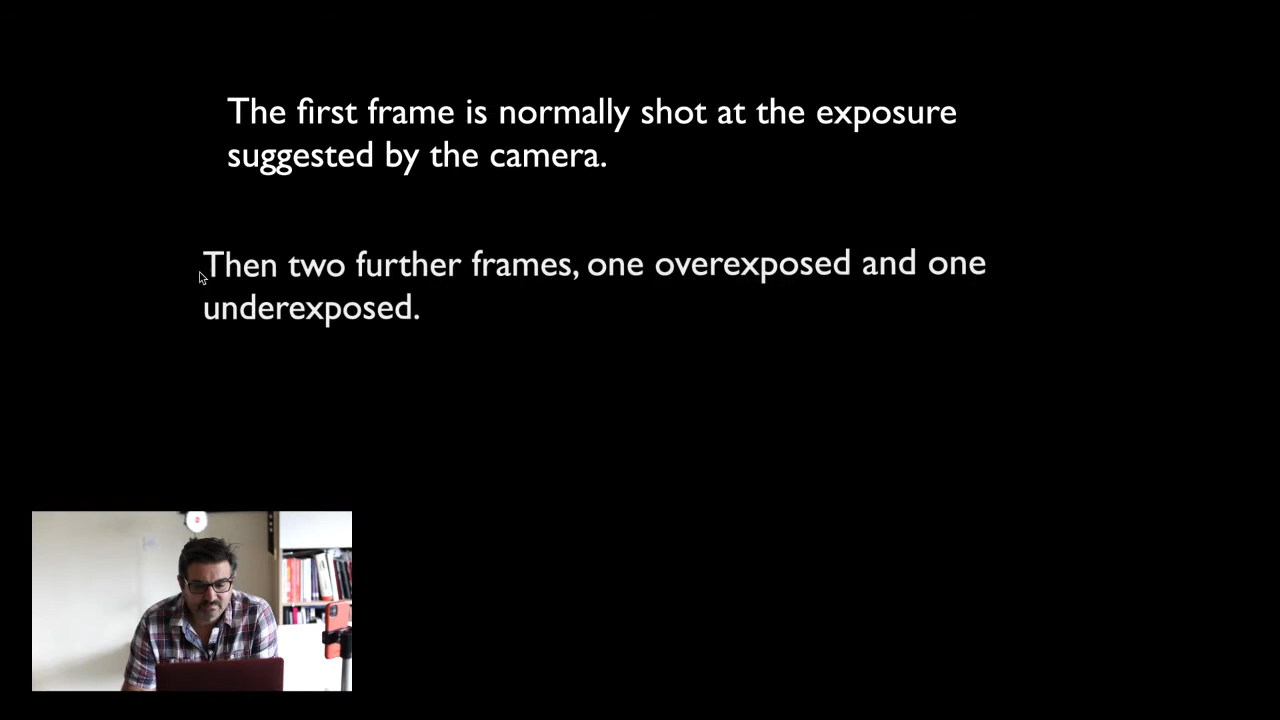 The first frame is normally shot at the exposure
suggested by the camera.
Then two further frames, one overexposed and one
underexposed.